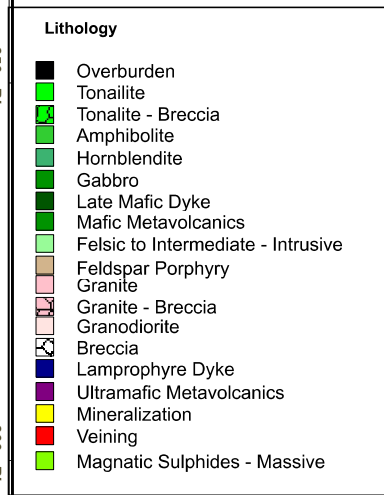 Lithology
Overburden
Tonailite
Tonalite - Breccia
Amphibolite
Hornblendite
Gabbro
Late Mafic Dyke
Mafic Metavolcanics
Felsic to Intermediate - Intrusive
Feldspar Porphyry
Granite
Granite - Breccia
Granodiorite
Breccia
Lamprophyre Dyke
Ultramafic Metavolcanics
Mineralization
Veining
Magnatic Sulphides - Massive